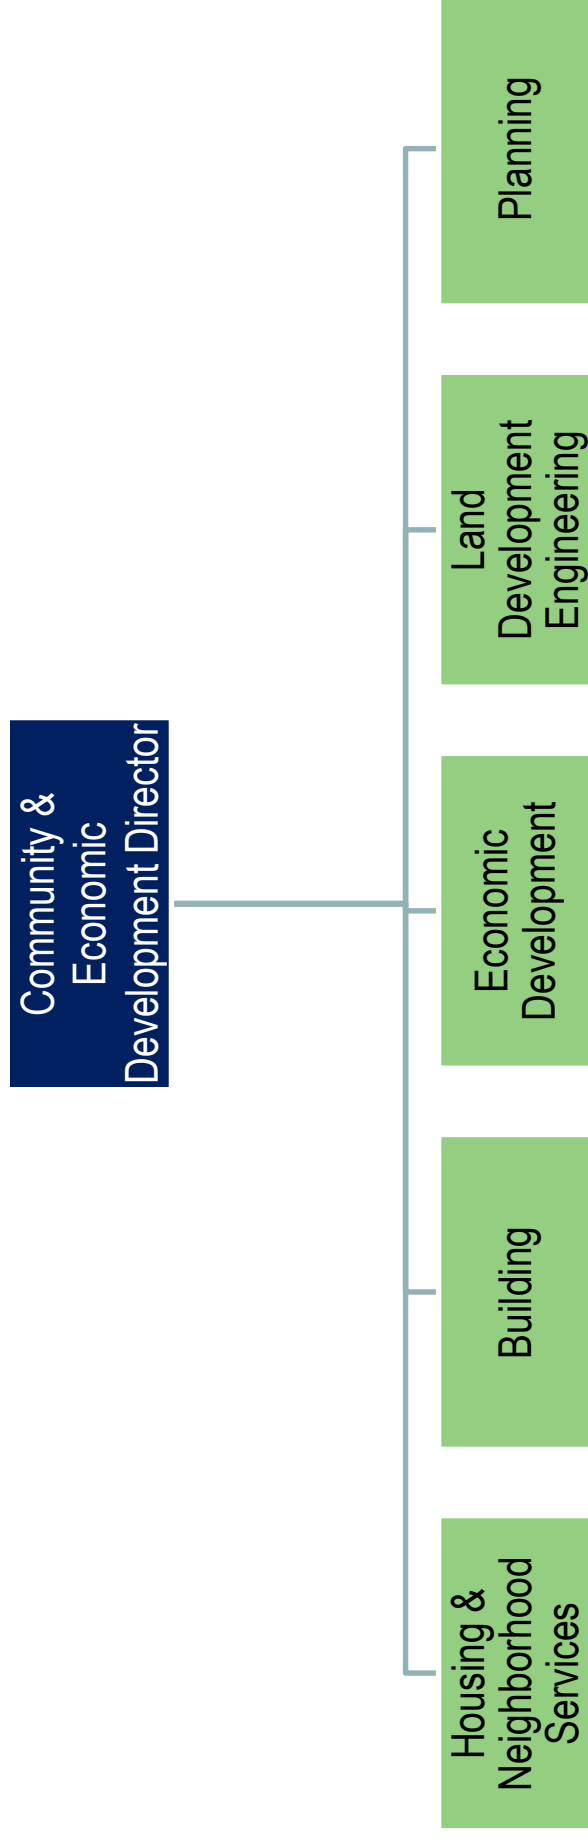 Community &
Economic
Development Director
Housing &
Neighborhood
Services
Building
Economic
Development
Land
Development
Engineering
Planning